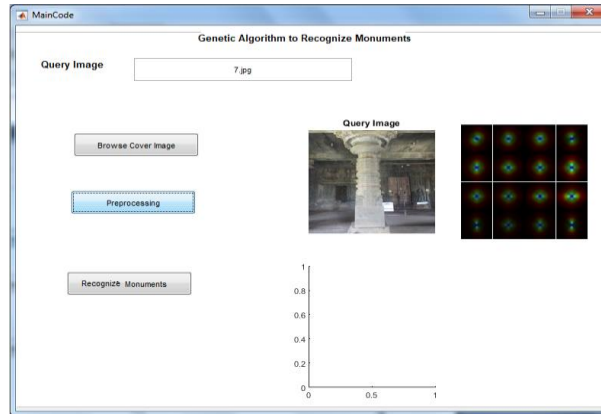 MainCode
Genetic Algorithm to Recognize Monuments
Query Image
7.jpg
Query Image
Browse Cover Image
Preprocessing
Recognize Monuments
1
0.8
0.6
0.4
0.2
0
0
0.5
1